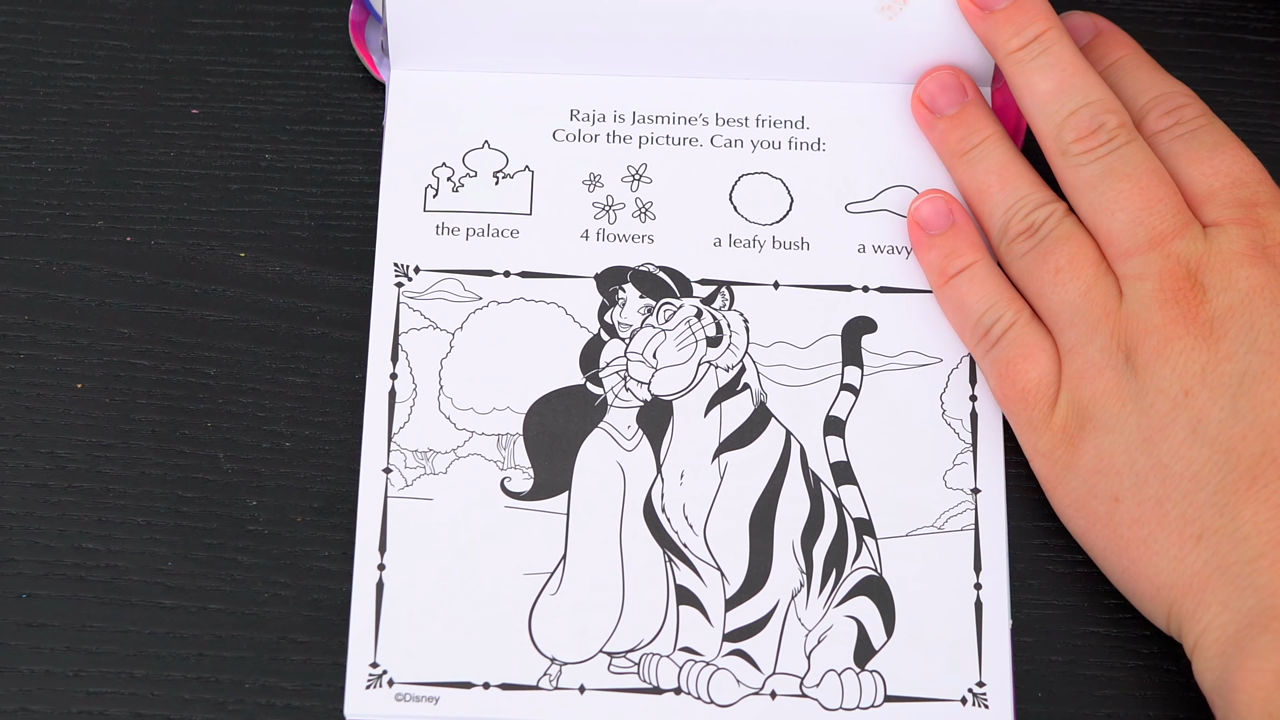 Raja is Jasmine's best friend.
Color the picture. Can you find:
the palace
4 flowers
a leafy bush
a wavy
©Disney